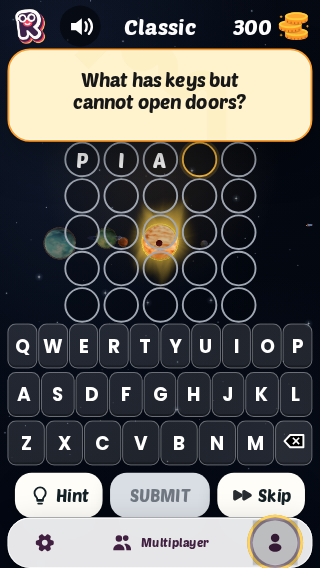 Classic 300
What has keys but
cannot open doors?
P I A
Q W E R T Y U I O P
A S D F G H J K L
Z X C V B N M
Hint SUBMIT Skip
Multiplayer